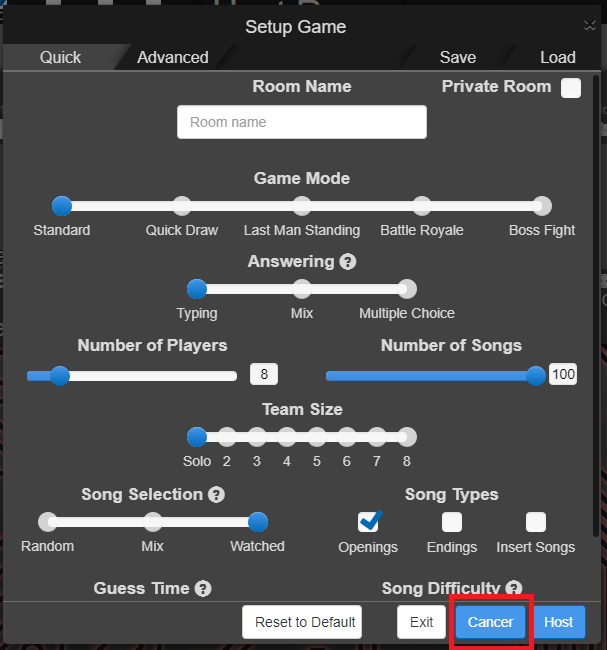 Setup Game
Quick Advanced Save Load
Room Name Private Room
Room name
Game Mode
Standard Quick Draw Last Man Standing Battle Royale Boss Fight
Answering ?
Typing Mix Multiple Choice
Number of Players Number of Songs
8 100
Team Size
Solo 2 3 4 5 6 7 8
Song Selection ? Song Types
Random Mix Watched Openings Endings Insert Songs
Guess Time ? Song Difficulty ?
Reset to Default Exit Cancer Host